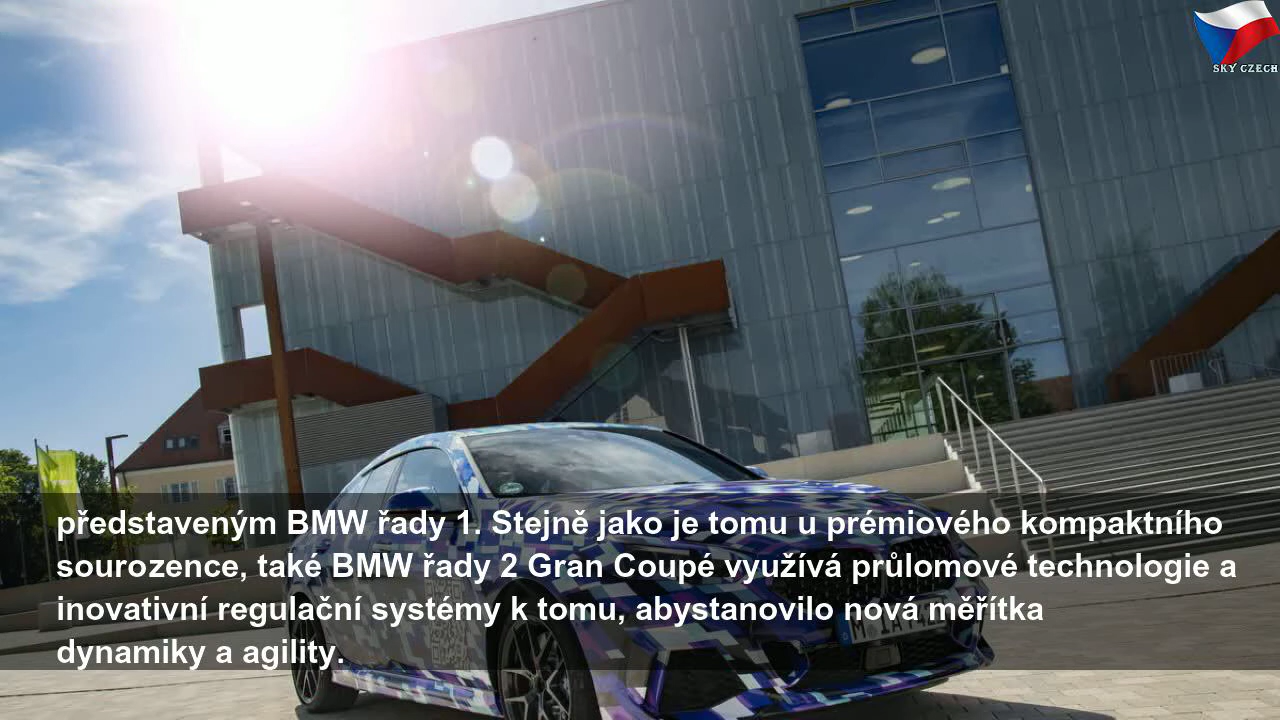 SKY CZECH
představeným BMW řady 1. Stejně jako je tomu u prémiového kompaktního
sourozence, také BMW řady 2 Gran Coupé využívá průlomové technologie a
inovativní regulační systémy k tomu, abystanovilo nová měřítka
dynamiky a agility.